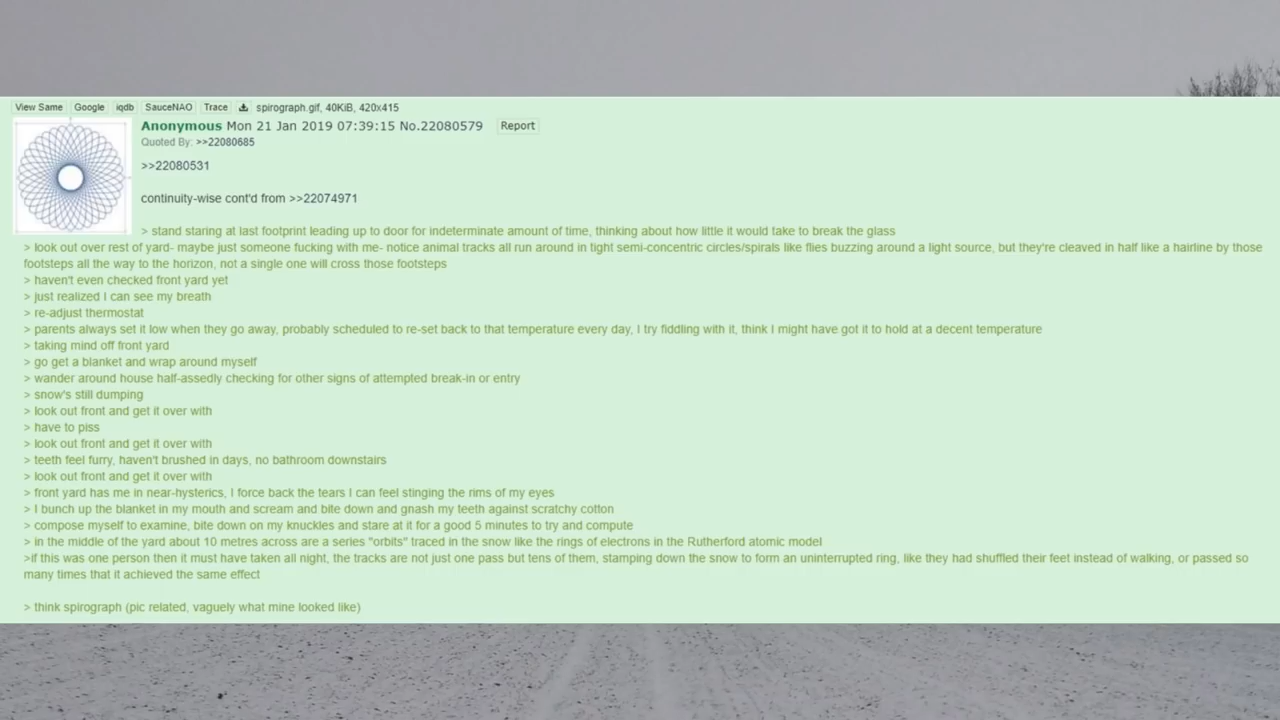 View Same Google iqdb SauceNAO Trace spirograph.gif, 40KiB, 420x415
Anonymous Mon 21 Jan 2019 07:39:15 No.22080579 Report
Quoted By: >>22080685
>>22080531
continuity-wise cont'd from >>22074971
> stand staring at last footprint leading up to door for indeterminate amount of time, thinking about how little it would take to break the glass
> look out over rest of yard- maybe just someone fucking with me- notice animal tracks all run around in tight semi-concentric circles/spirals like flies buzzing around a light source, but they're cleaved in half like a hairline by those
footsteps all the way to the horizon, not a single one will cross those footsteps
> haven't even checked front yard yet
> just realized I can see my breath
> re-adjust thermostat
> parents always set it low when they go away, probably scheduled to re-set back to that temperature every day, I try fiddling with it, think I might have got it to hold at a decent temperature
> taking mind off front yard
> go get a blanket and wrap around myself
> wander around house half-assedly checking for other signs of attempted break-in or entry
> snow's still dumping
> look out front and get it over with
> have to piss
> look out front and get it over with
> teeth feel furry, haven't brushed in days, no bathroom downstairs
> look out front and get it over with
> front yard has me in near-hysterics, I force back the tears I can feel stinging the rims of my eyes
> I bunch up the blanket in my mouth and scream and bite down and gnash my teeth against scratchy cotton
> compose myself to examine, bite down on my knuckles and stare at it for a good 5 minutes to try and compute
> in the middle of the yard about 10 metres across are a series "orbits" traced in the snow like the rings of electrons in the Rutherford atomic model
>if this was one person then it must have taken all night, the tracks are not just one pass but tens of them, stamping down the snow to form an uninterrupted ring, like they had shuffled their feet instead of walking, or passed so
many times that it achieved the same effect
> think spirograph (pic related, vaguely what mine looked like)